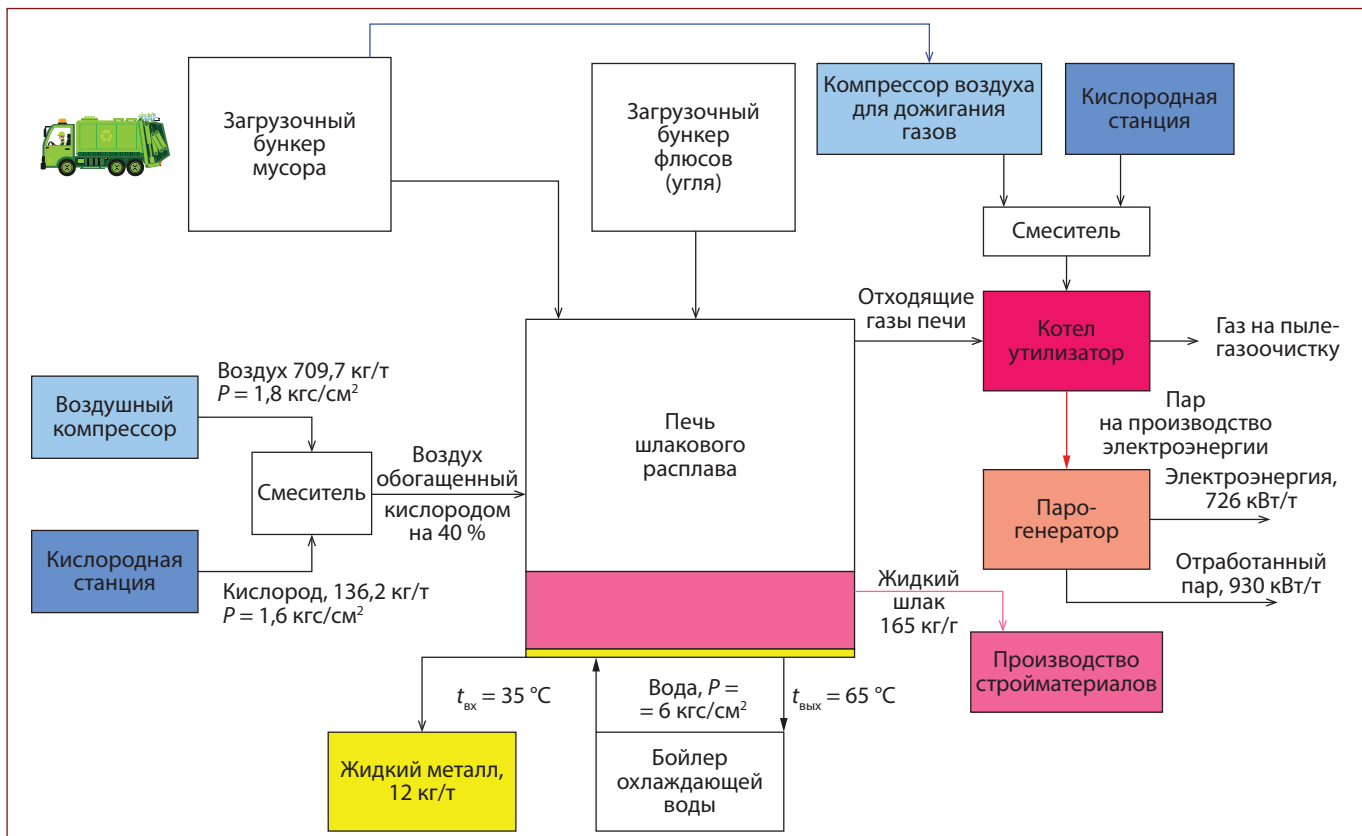 Загрузочный
бункер
мусора
Загрузочный
бункер
флюсов
(угля)
Компрессор воздуха
для дожигания
газов
Кислородная
станция
Смеситель
Отходящие
газы печи
Котел
утилизатор
Газ на пыле-
газоочистку
Воздух 709,7 кг/т
P = 1,8 кгс/см²
Воздушный
компрессор
Смеситель
Воздух
обогащенный
кислородом
на 40 %
Кислородная
станция
Кислород, 136,2 кг/т
P = 1,6 кгс/см²
Печь
шлакового
расплава
Пар
на производство
электроэнергии
Паро-
генератор
Электроэнергия,
726 кВт/т
Отработанный
пар, 930 кВт/т
Жидкий
шлак
165 кг/г
Производство
стройматериалов
tвх = 35 °C
Вода, P =
= 6 кгс/см²
tвых = 65 °C
Жидкий металл,
12 кг/т
Бойлер
охлаждающей
воды